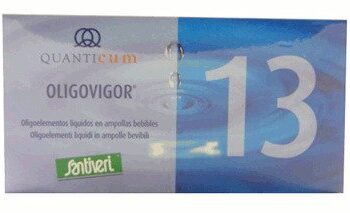 QUANTICUM
OLIGOVIGOR®
Oligoelementos líquidos en ampollas bebibles
Oligoelementi liquidi in ampolle bevibili
Santiveri
13